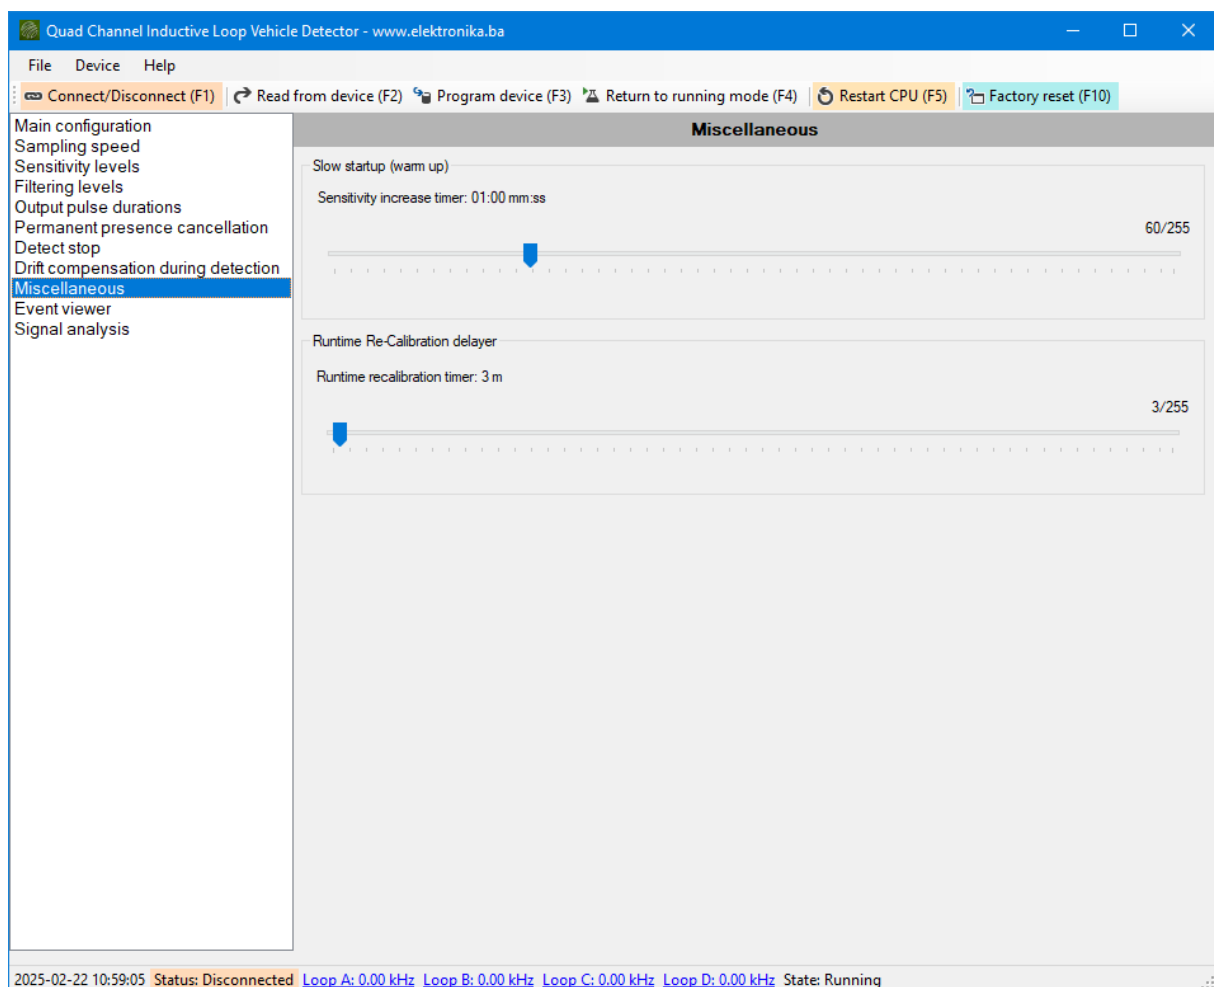 Quad Channel Inductive Loop Vehicle Detector - www.elektronika.ba
File Device Help
Connect/Disconnect (F1) Read from device (F2) Program device (F3) Return to running mode (F4) Restart CPU (F5) Factory reset (F10)
Main configuration
Sampling speed
Sensitivity levels
Filtering levels
Output pulse durations
Permanent presence cancellation
Detect stop
Drift compensation during detection
Miscellaneous
Event viewer
Signal analysis
Miscellaneous
Slow startup (warm up)
Sensitivity increase timer: 01:00 mm:ss
60/255
Runtime Re-Calibration delayer
Runtime recalibration timer: 3 m
3/255
2025-02-22 10:59:05 Status: Disconnected Loop A: 0.00 kHz Loop B: 0.00 kHz Loop C: 0.00 kHz Loop D: 0.00 kHz State: Running